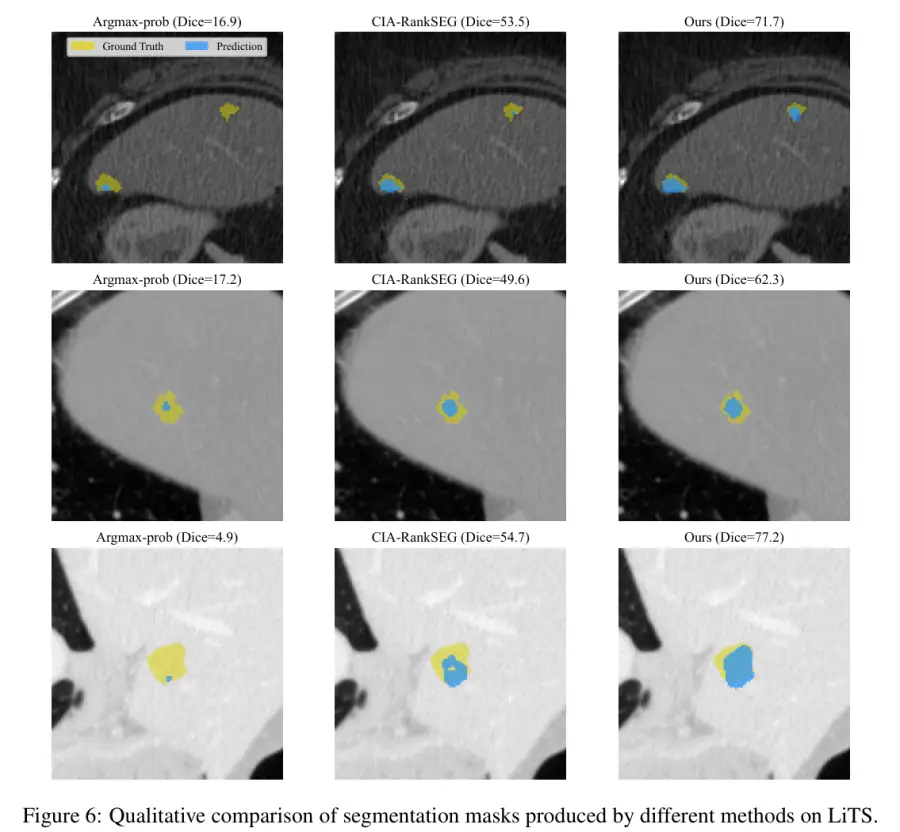 Argmax-prob (Dice=16.9) CIA-RankSEG (Dice=53.5) Ours (Dice=71.7)
Ground Truth Prediction
Argmax-prob (Dice=17.2) CIA-RankSEG (Dice=49.6) Ours (Dice=62.3)
Argmax-prob (Dice=4.9) CIA-RankSEG (Dice=54.7) Ours (Dice=77.2)
Figure 6: Qualitative comparison of segmentation masks produced by different methods on LiTS.